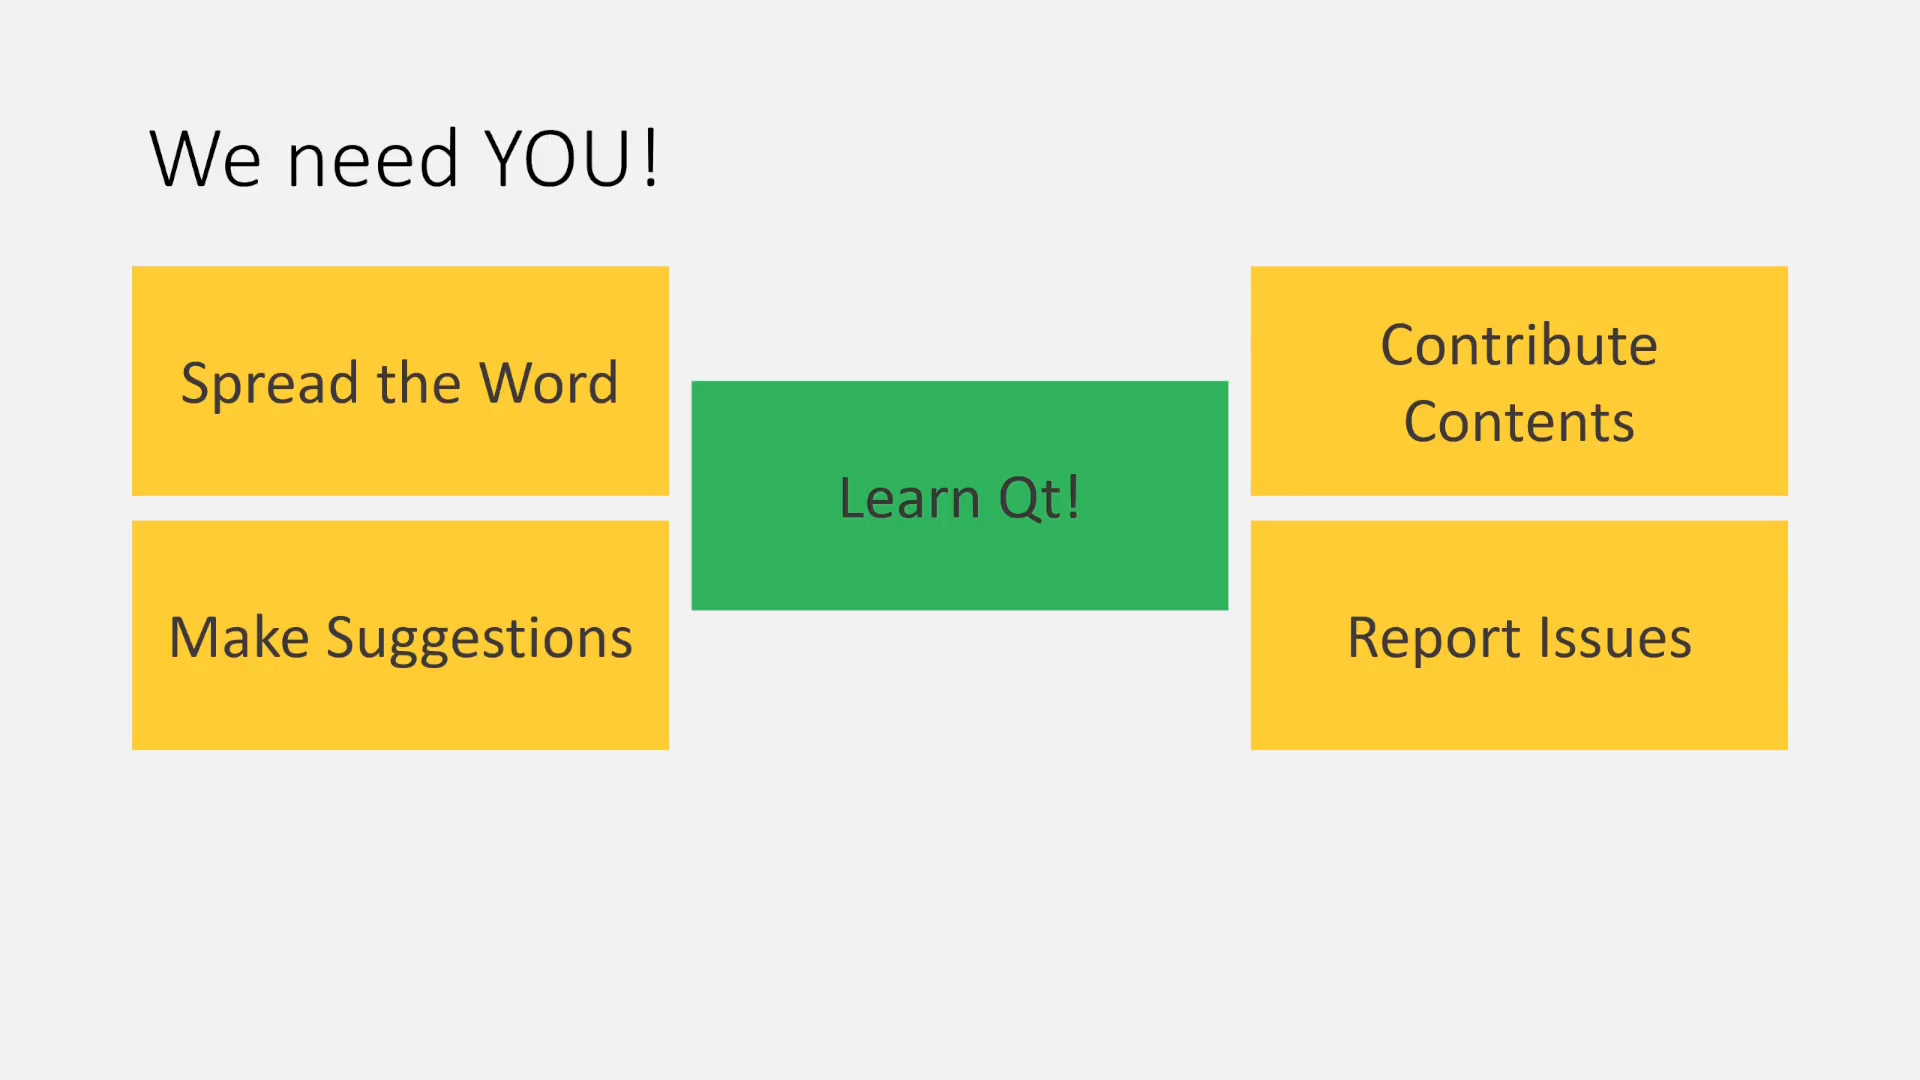 We need YOU!
Spread the Word
Make Suggestions
Learn Qt!
Contribute
Contents
Report Issues